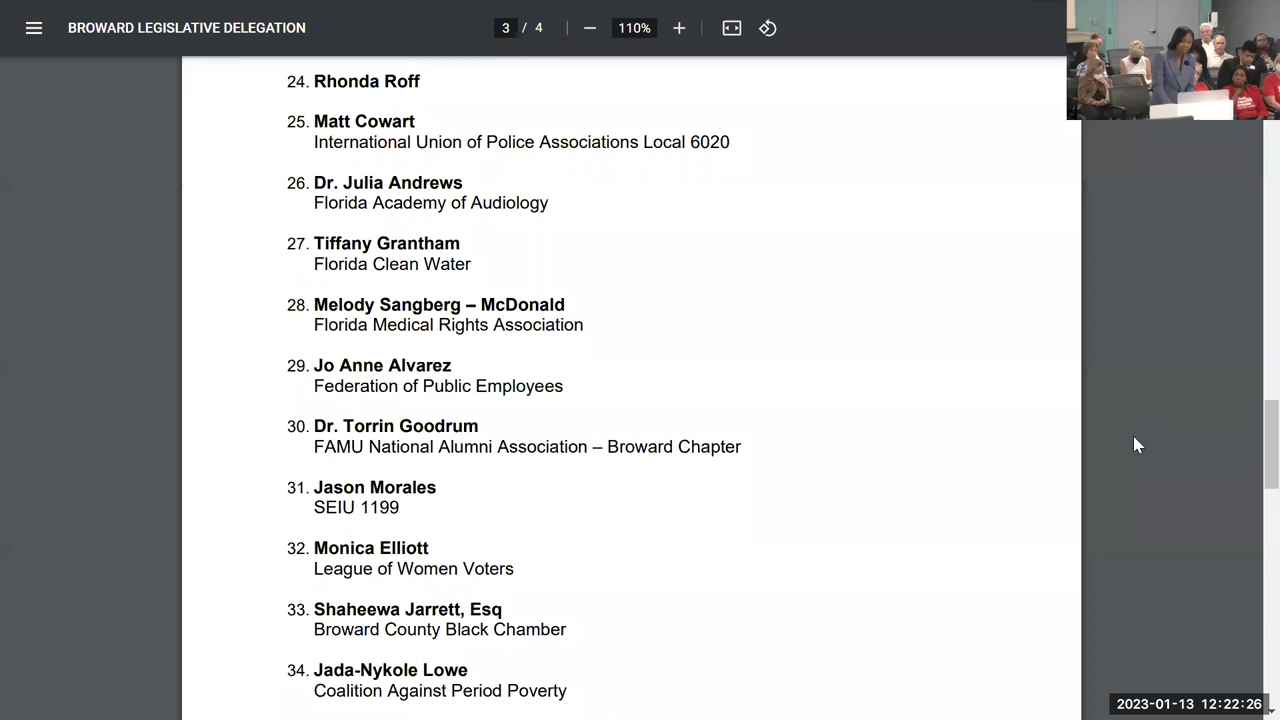 BROWARD LEGISLATIVE DELEGATION
3 / 4
110%
24. Rhonda Roff
25. Matt Cowart
International Union of Police Associations Local 6020
26. Dr. Julia Andrews
Florida Academy of Audiology
27. Tiffany Grantham
Florida Clean Water
28. Melody Sangberg – McDonald
Florida Medical Rights Association
29. Jo Anne Alvarez
Federation of Public Employees
30. Dr. Torrin Goodrum
FAMU National Alumni Association – Broward Chapter
31. Jason Morales
SEIU 1199
32. Monica Elliott
League of Women Voters
33. Shaheewa Jarrett, Esq
Broward County Black Chamber
34. Jada-Nykole Lowe
Coalition Against Period Poverty
2023-01-13 12:22:26